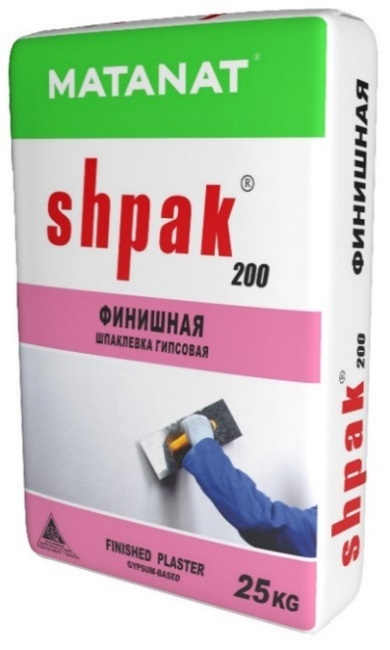 MATANAT®
shpak®
200
ФИНИШНАЯ
ШПАКЛЕВКА ГИПСОВАЯ
FINISHED PLASTER
GYPSUM-BASED
25KG
shpak® 200 ФИНИШНАЯ